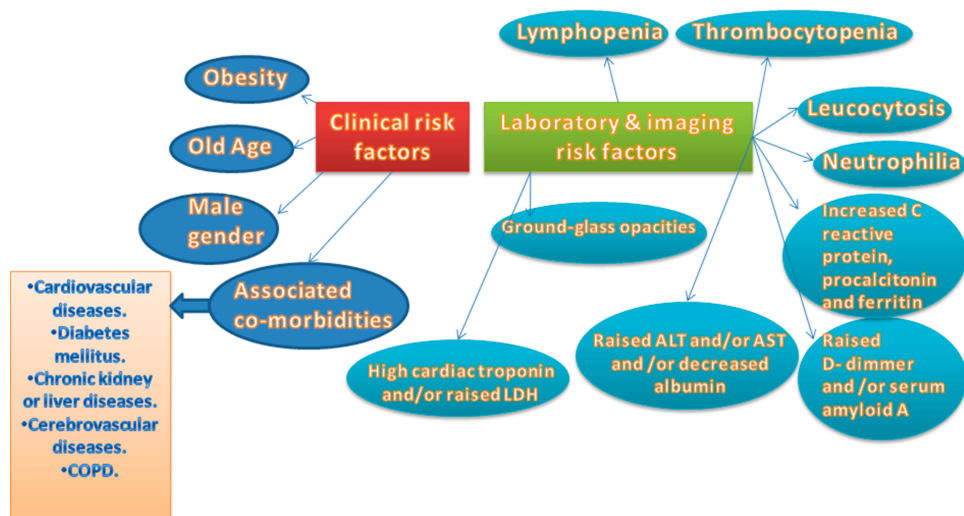 Lymphopenia
Thrombocytopenia
Obesity
Clinical risk
factors
Laboratory & imaging
risk factors
Leucocytosis
Old Age
Neutrophilia
Male
gender
Ground-glass opacities
Increased C
reactive
protein,
procalcitonin
and ferritin
Associated
co-morbidities
•Cardiovascular
diseases.
•Diabetes
mellitus.
•Chronic kidney
or liver diseases.
•Cerebrovascular
diseases.
•COPD.
High cardiac troponin
and/or raised LDH
Raised ALT and/or AST
and /or decreased
albumin
Raised
D- dimmer
and /or serum
amyloid A